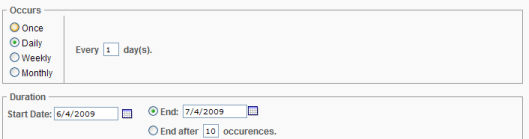 Occurs
Once
Daily
Weekly
Monthly
Every 1 day(s).
Duration
Start Date: 6/4/2009
End: 7/4/2009
End after 10 occurences.